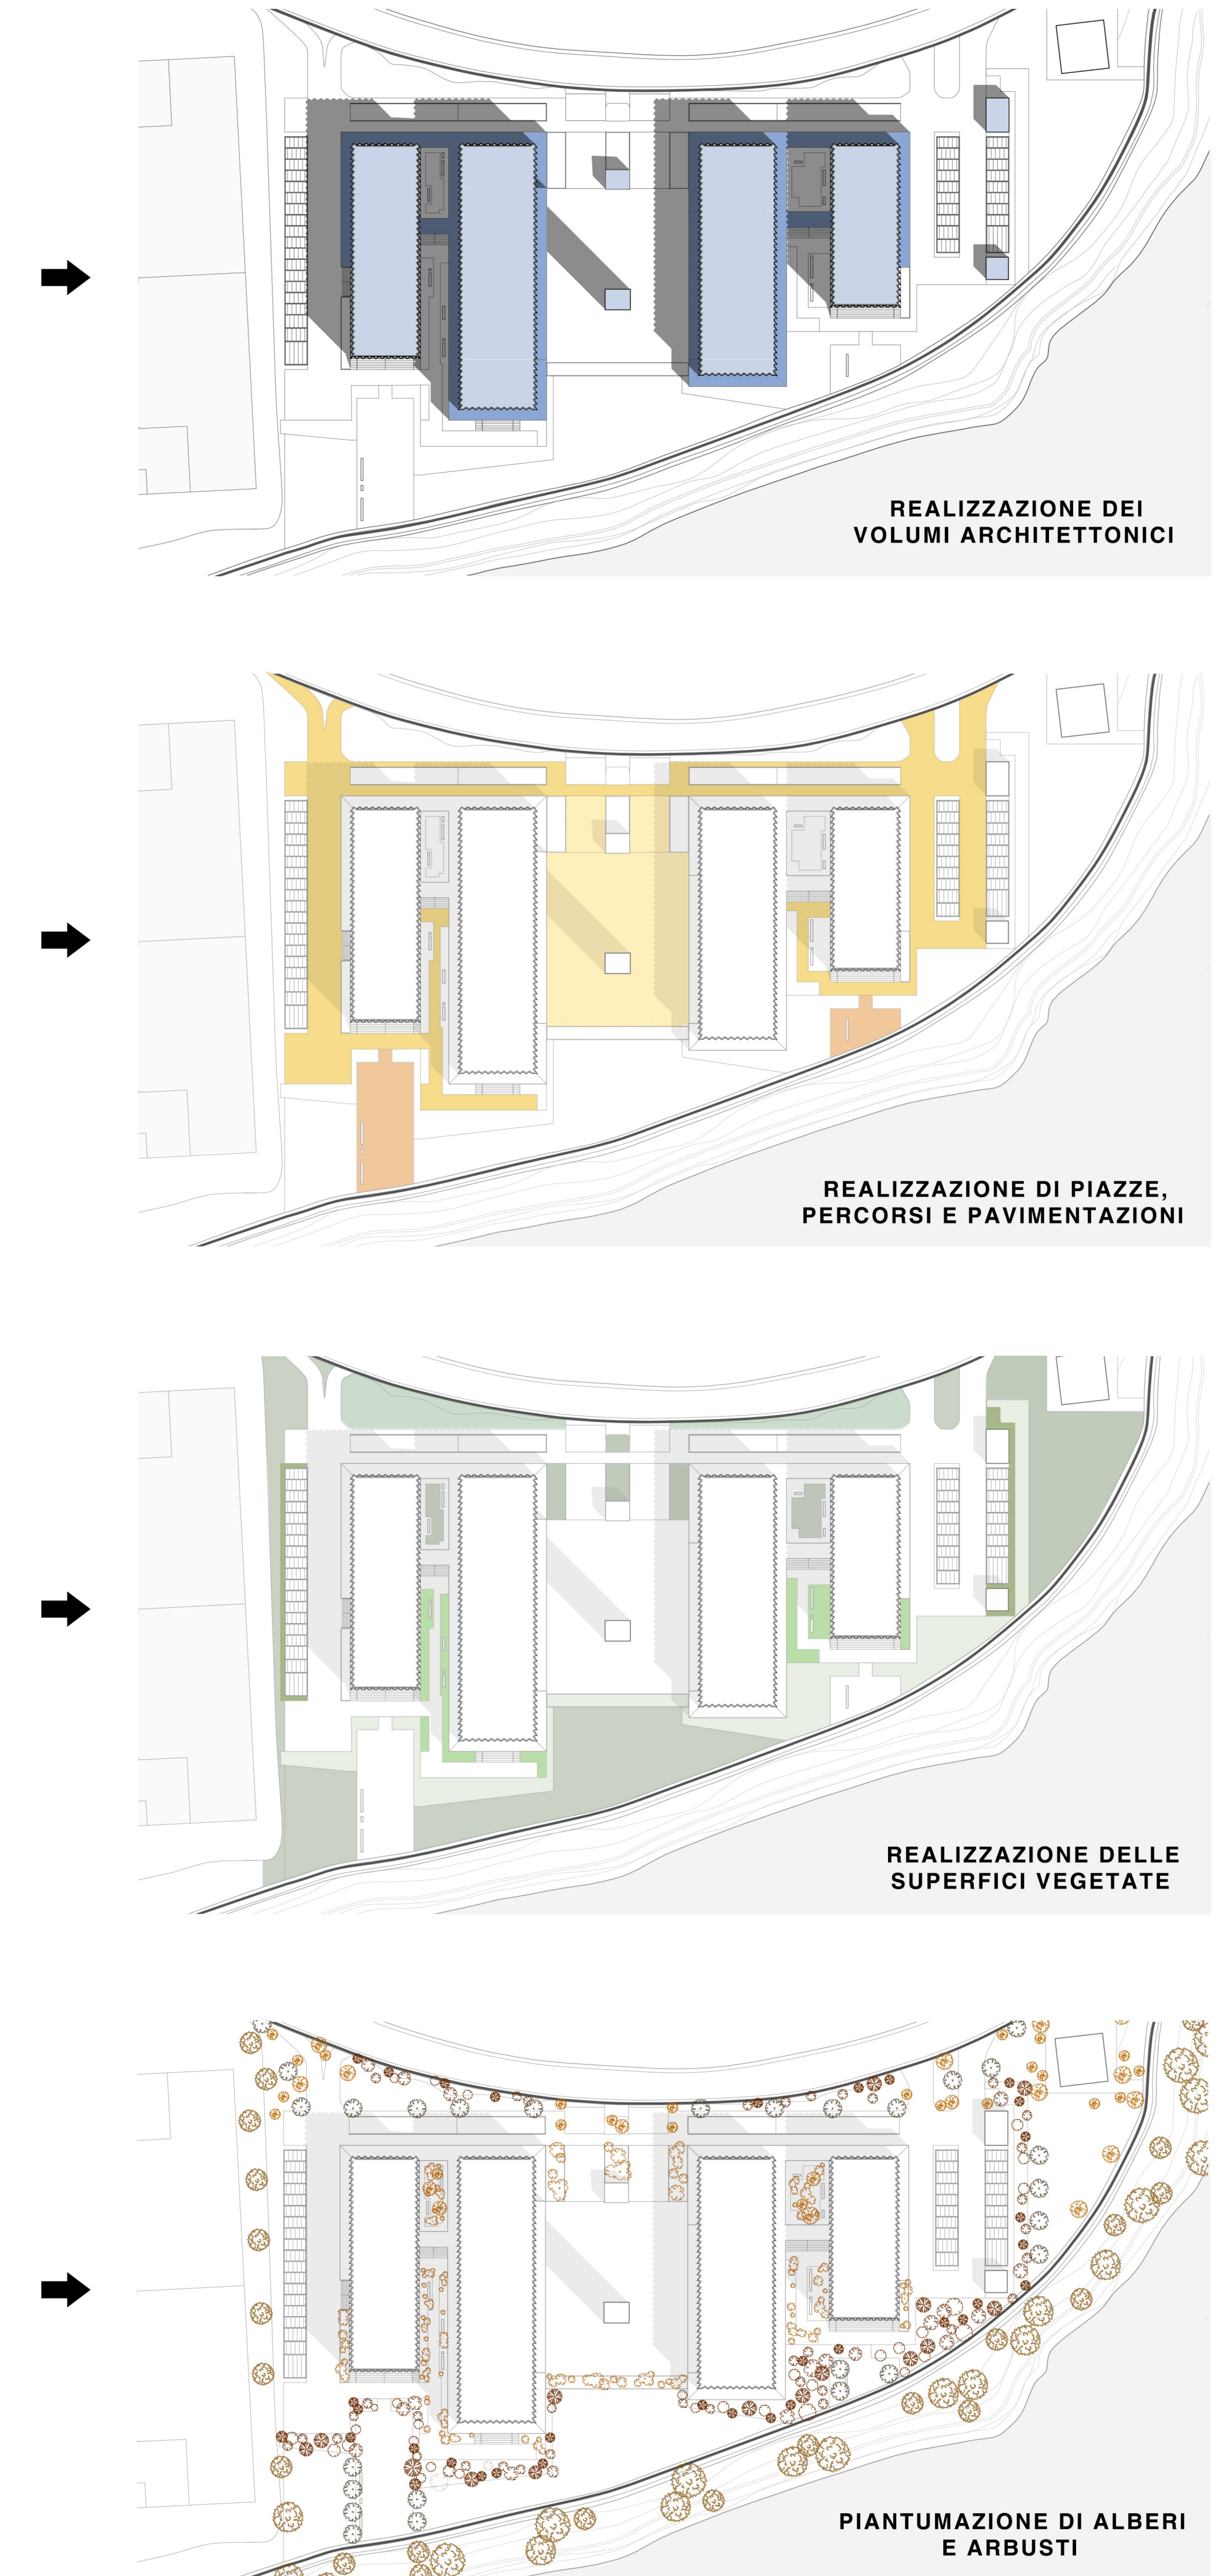 REALIZZAZIONE DEI
VOLUMI ARCHITETTONICI
REALIZZAZIONE DI PIAZZE,
PERCORSI E PAVIMENTAZIONI
REALIZZAZIONE DELLE
SUPERFICI VEGETATE
PIANTUMAZIONE DI ALBERI
E ARBUSTI